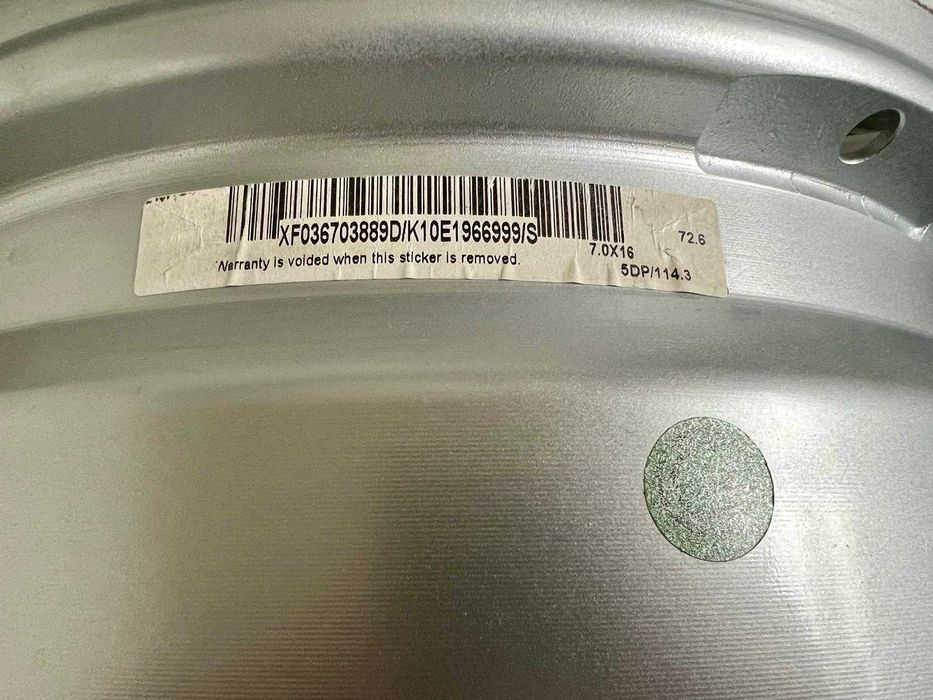 XF036703889D/K10E1966999/S
Warranty is voided when this sticker is removed.
7.0X16
72.6
5DP/114.3